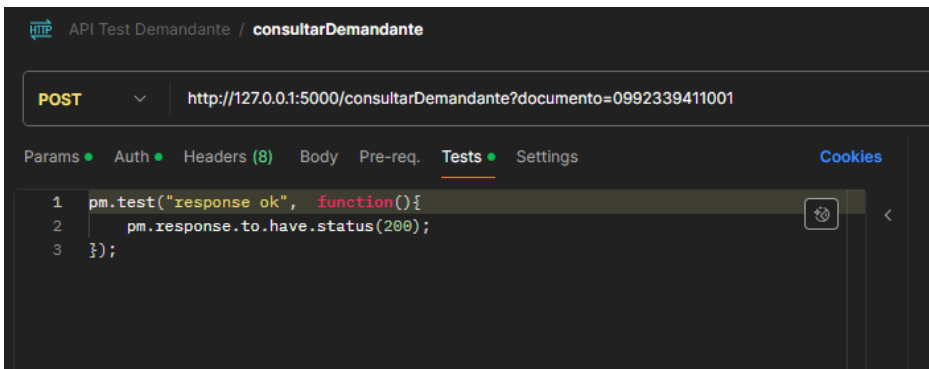 HTTP API Test Demandante / consultarDemandante
POST http://127.0.0.1:5000/consultarDemandante?documento=0992339411001
Params Auth Headers (8) Body Pre-req. Tests Settings Cookies
1 pm.test("response ok",  function(){
2     pm.response.to.have.status(200);
3 });